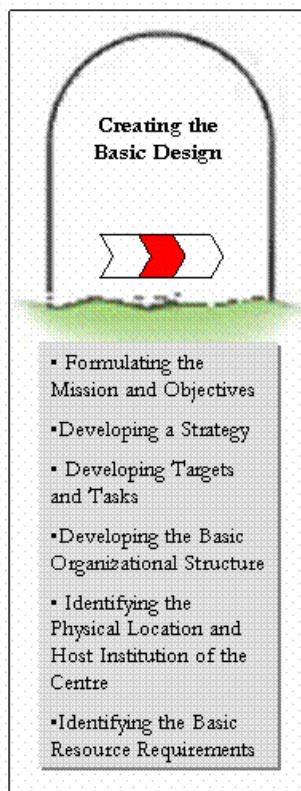 Creating the
Basic Design
▪ Formulating the
Mission and Objectives
▪Developing a Strategy
▪ Developing Targets
and Tasks
▪Developing the Basic
Organizational Structure
▪ Identifying the
Physical Location and
Host Institution of the
Centre
▪Identifying the Basic
Resource Requirements